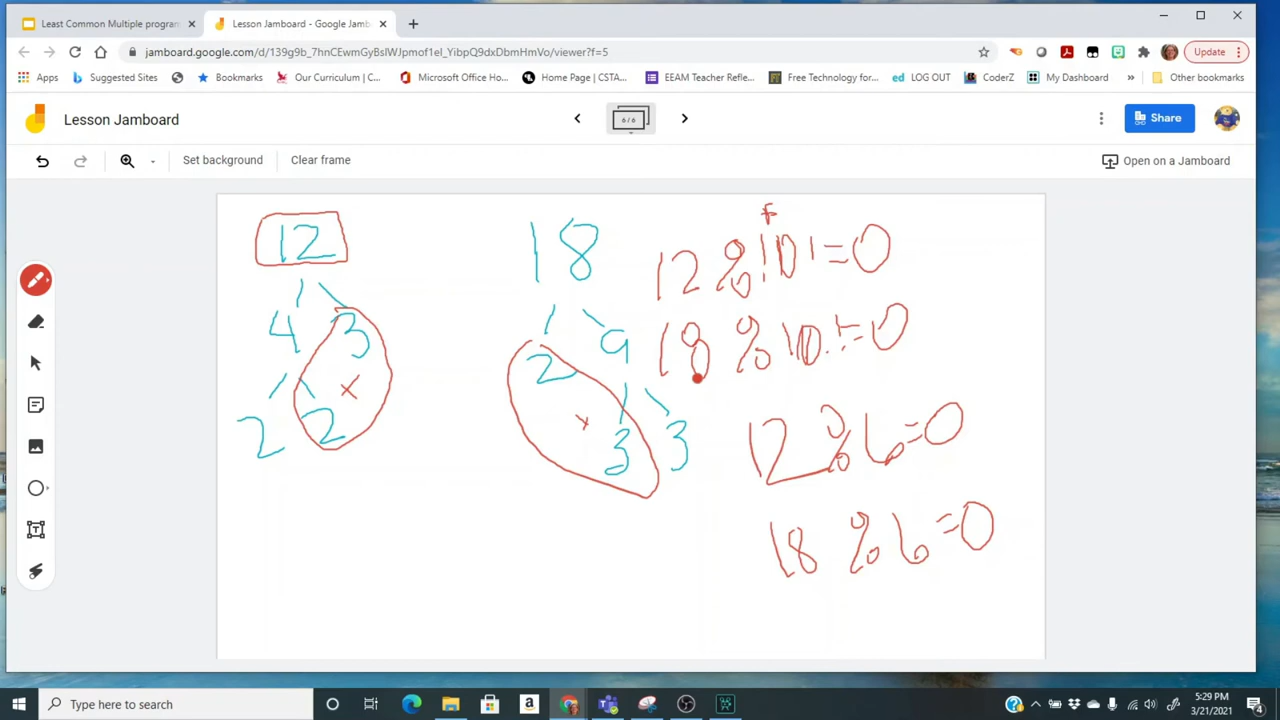 Least Common Multiple program
Lesson Jamboard - Google Jamb
jamboard.google.com/d/139g9b_7hnCEwmGyBslWJpmof1el_YibpQ9dxDbmHmVo/viewer?f=5
Update
Apps Suggested Sites Bookmarks Our Curriculum | C... Microsoft Office Ho... Home Page | CSTA... EEAM Teacher Refle... Free Technology for... ed LOG OUT CoderZ My Dashboard » Other bookmarks
Lesson Jamboard
6 / 6
Share
Set background Clear frame
Open on a Jamboard
12 18
12 % 10 != 0
4 3 9
18 % 10 != 0
2
2 2 × × 3 3
12 % 6 = 0
18 % 6 = 0
Type here to search
5:29 PM
3/21/2021